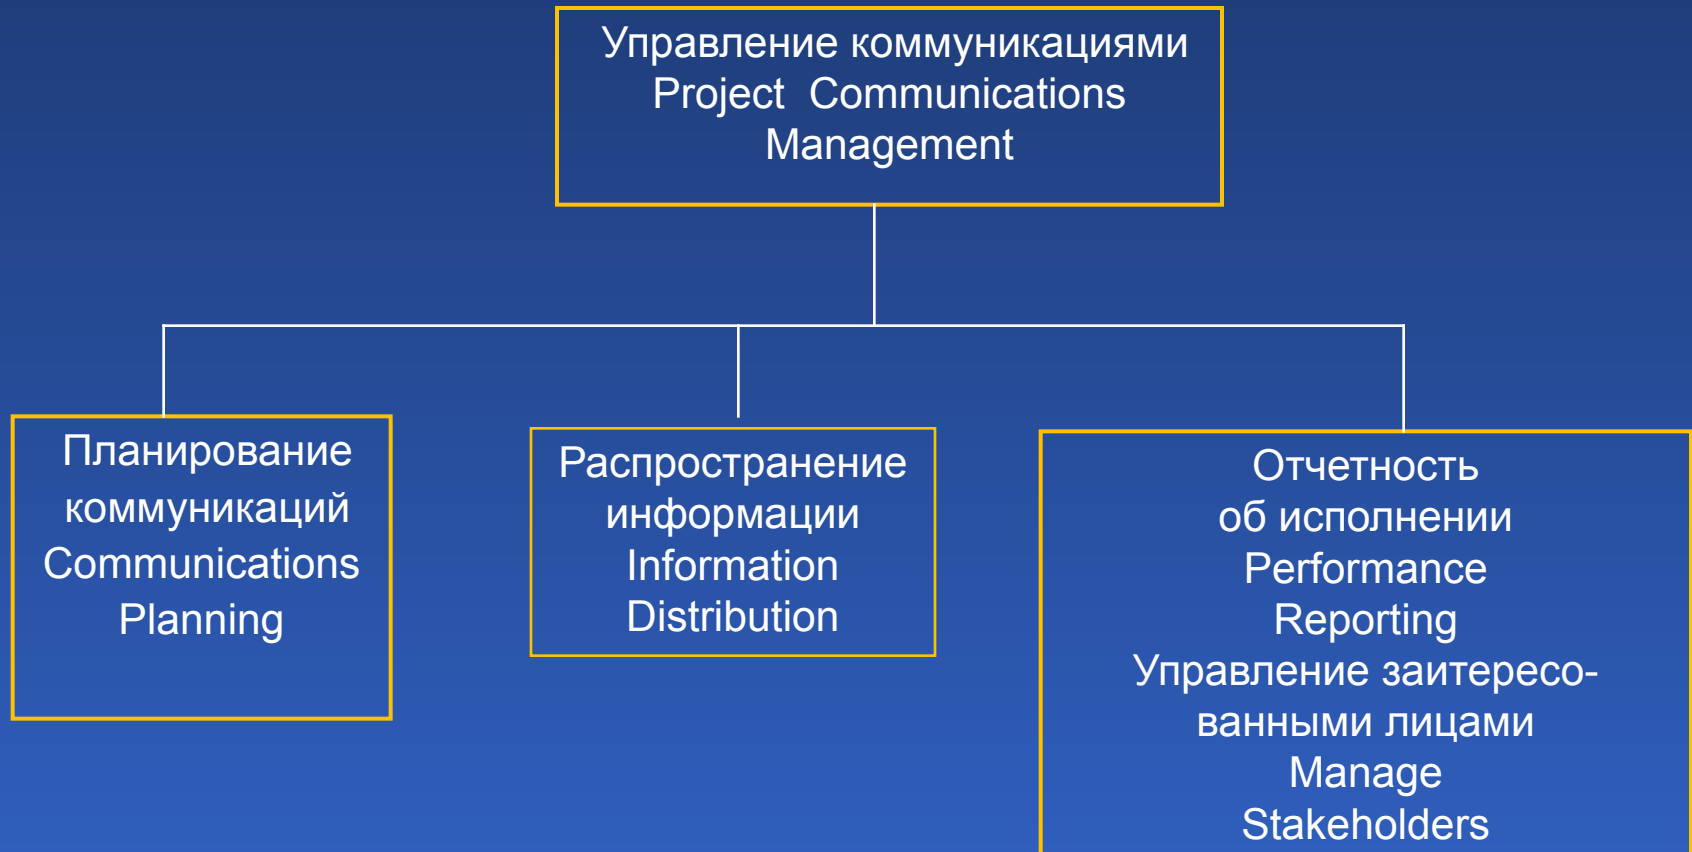 Управление коммуникациями
Project Communications
Management
Планирование
коммуникаций
Communications
Planning
Распространение
информации
Information
Distribution
Отчетность
об исполнении
Performance
Reporting
Управление заитересо-
ванными лицами
Manage
Stakeholders